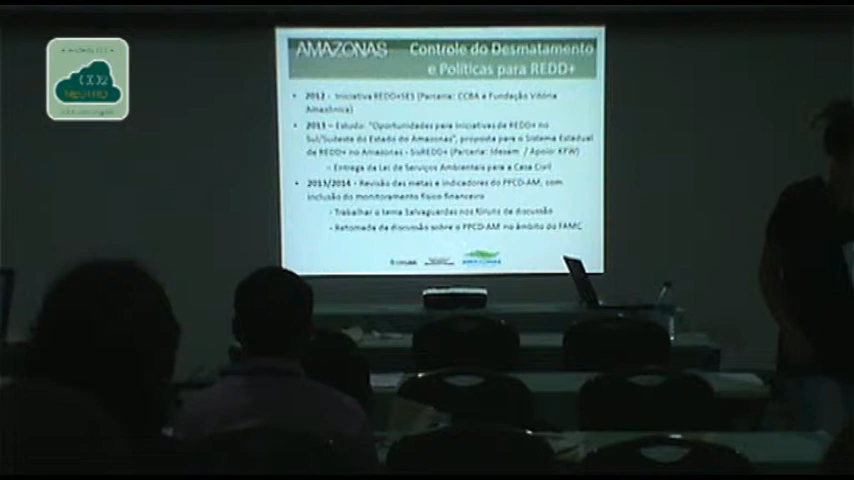 CO2
NEUTRO
AMAZONAS
Controle do Desmatamento
e Políticas para REDD+
• 2012 - Iniciativa REDD+SES (Parceria: CCBA e Fundação Vitória
Amazônica)
• 2013 – Estudo: "Oportunidades para Iniciativas de REDD+ no
Sul/Sudeste do Estado do Amazonas", proposta para o Sistema Estadual
de REDD+ no Amazonas - SisREDD+ (Parceria: Idesam / Apoio: KFW)
– Entrega da Lei de Serviços Ambientais para a Casa Civil
• 2013/2014 - Revisão das metas e indicadores do PPCD-AM, com
inclusão do monitoramento físico financeiro
- Trabalhar o tema Salvaguardas nos fóruns de discussão
- Retomada de discussão sobre o PPCD-AM no âmbito do FAMC
AMAZONAS